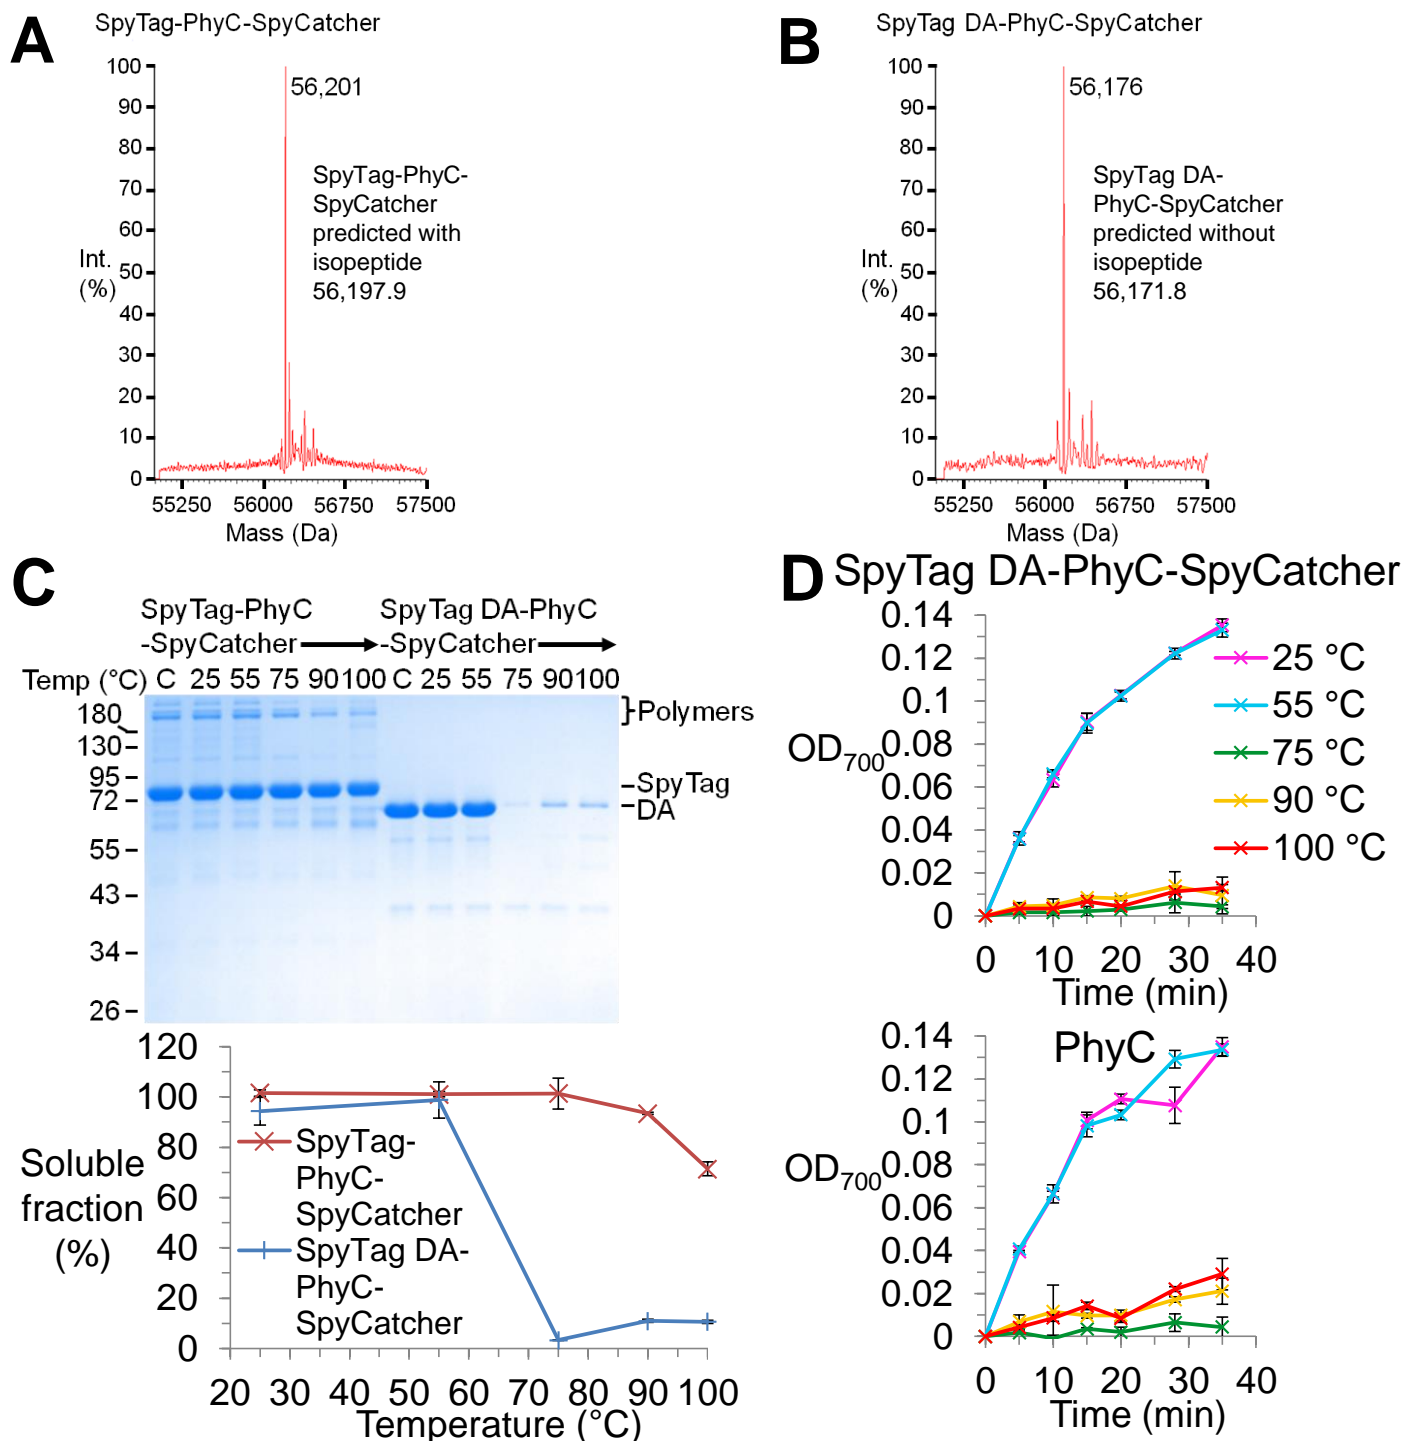 A
SpyTag-PhyC-SpyCatcher
100
90
80
70
60
50
40
30
20
10
0
Int.
(%)
56,201
SpyTag-PhyC-
SpyCatcher
predicted with
isopeptide
56,197.9
55250 56000 56750 57500
Mass (Da)
B
SpyTag DA-PhyC-SpyCatcher
100
90
80
70
60
50
40
30
20
10
0
Int.
(%)
56,176
SpyTag DA-
PhyC-SpyCatcher
predicted without
isopeptide
56,171.8
55250 56000 56750 57500
Mass (Da)
C
SpyTag-PhyC
-SpyCatcher
SpyTag DA-PhyC
-SpyCatcher
Temp (°C) C 25 55 75 90 100 C 25 55 75 90 100
180
130
95
72
55
43
34
26
Polymers
SpyTag
DA
120
100
80
60
40
20
0
Soluble
fraction
(%)
SpyTag-
PhyC-
SpyCatcher
SpyTag DA-
PhyC-
SpyCatcher
20 30 40 50 60 70 80 90 100
Temperature (°C)
D
SpyTag DA-PhyC-SpyCatcher
0.14
0.12
0.1
0.08
0.06
0.04
0.02
0
OD700
25 °C
55 °C
75 °C
90 °C
100 °C
0 10 20 30 40
Time (min)
PhyC
0.14
0.12
0.1
0.08
0.06
0.04
0.02
0
OD700
0 10 20 30 40
Time (min)